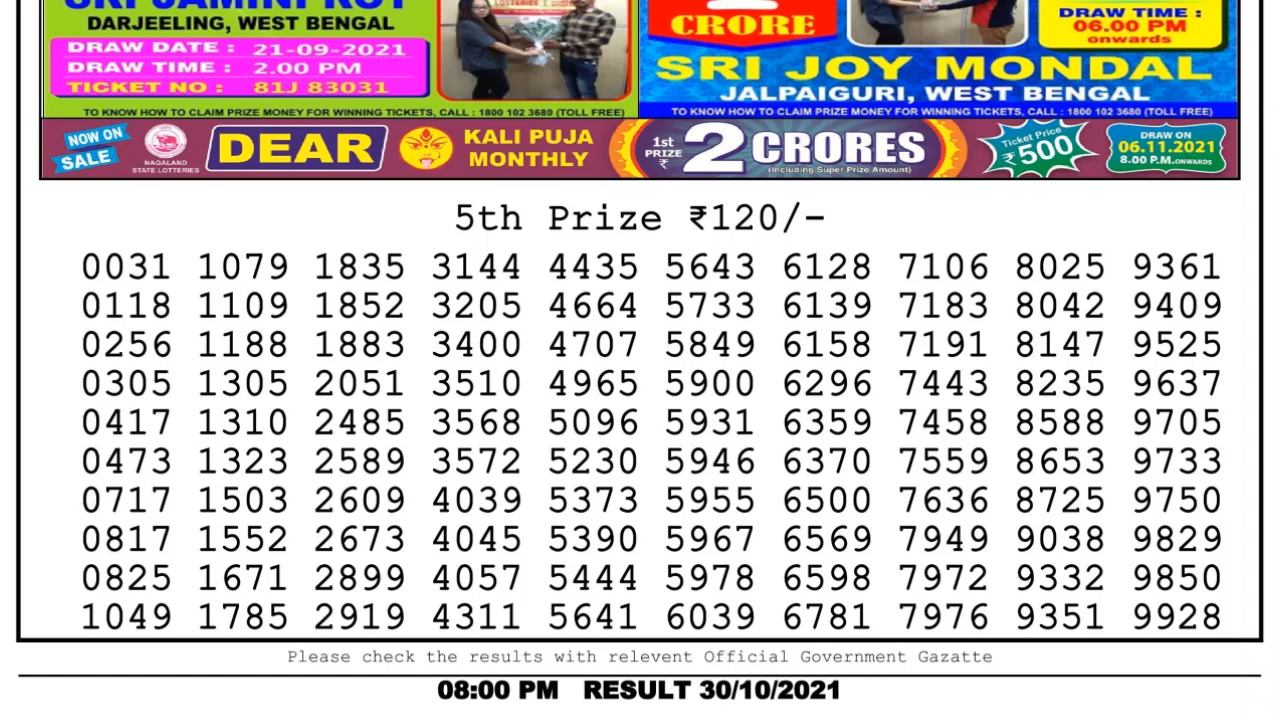 SRI JAMINI ROY
DARJEELING, WEST BENGAL
DRAW DATE : 21-09-2021
DRAW TIME : 2.00 PM
TICKET NO : 81J 83031
TO KNOW HOW TO CLAIM PRIZE MONEY FOR WINNING TICKETS, CALL : 1800 102 3680 (TOLL FREE)
CRORE
DRAW TIME :
06.00 PM
onwards
SRI JOY MONDAL
JALPAIGURI, WEST BENGAL
TO KNOW HOW TO CLAIM PRIZE MONEY FOR WINNING TICKETS, CALL : 1800 102 3680 (TOLL FREE)
NOW ON
SALE
NAGALAND
STATE LOTTERIES
DEAR
KALI PUJA
MONTHLY
1st
PRIZE
₹
2 CRORES
(Including Super Prize Amount)
Ticket Price
₹500
DRAW ON
06.11.2021
8.00 P.M. ONWARDS
5th Prize ₹120/-
0031 1079 1835 3144 4435 5643 6128 7106 8025 9361
0118 1109 1852 3205 4664 5733 6139 7183 8042 9409
0256 1188 1883 3400 4707 5849 6158 7191 8147 9525
0305 1305 2051 3510 4965 5900 6296 7443 8235 9637
0417 1310 2485 3568 5096 5931 6359 7458 8588 9705
0473 1323 2589 3572 5230 5946 6370 7559 8653 9733
0717 1503 2609 4039 5373 5955 6500 7636 8725 9750
0817 1552 2673 4045 5390 5967 6569 7949 9038 9829
0825 1671 2899 4057 5444 5978 6598 7972 9332 9850
1049 1785 2919 4311 5641 6039 6781 7976 9351 9928
Please check the results with relevent Official Government Gazatte
08:00 PM RESULT 30/10/2021